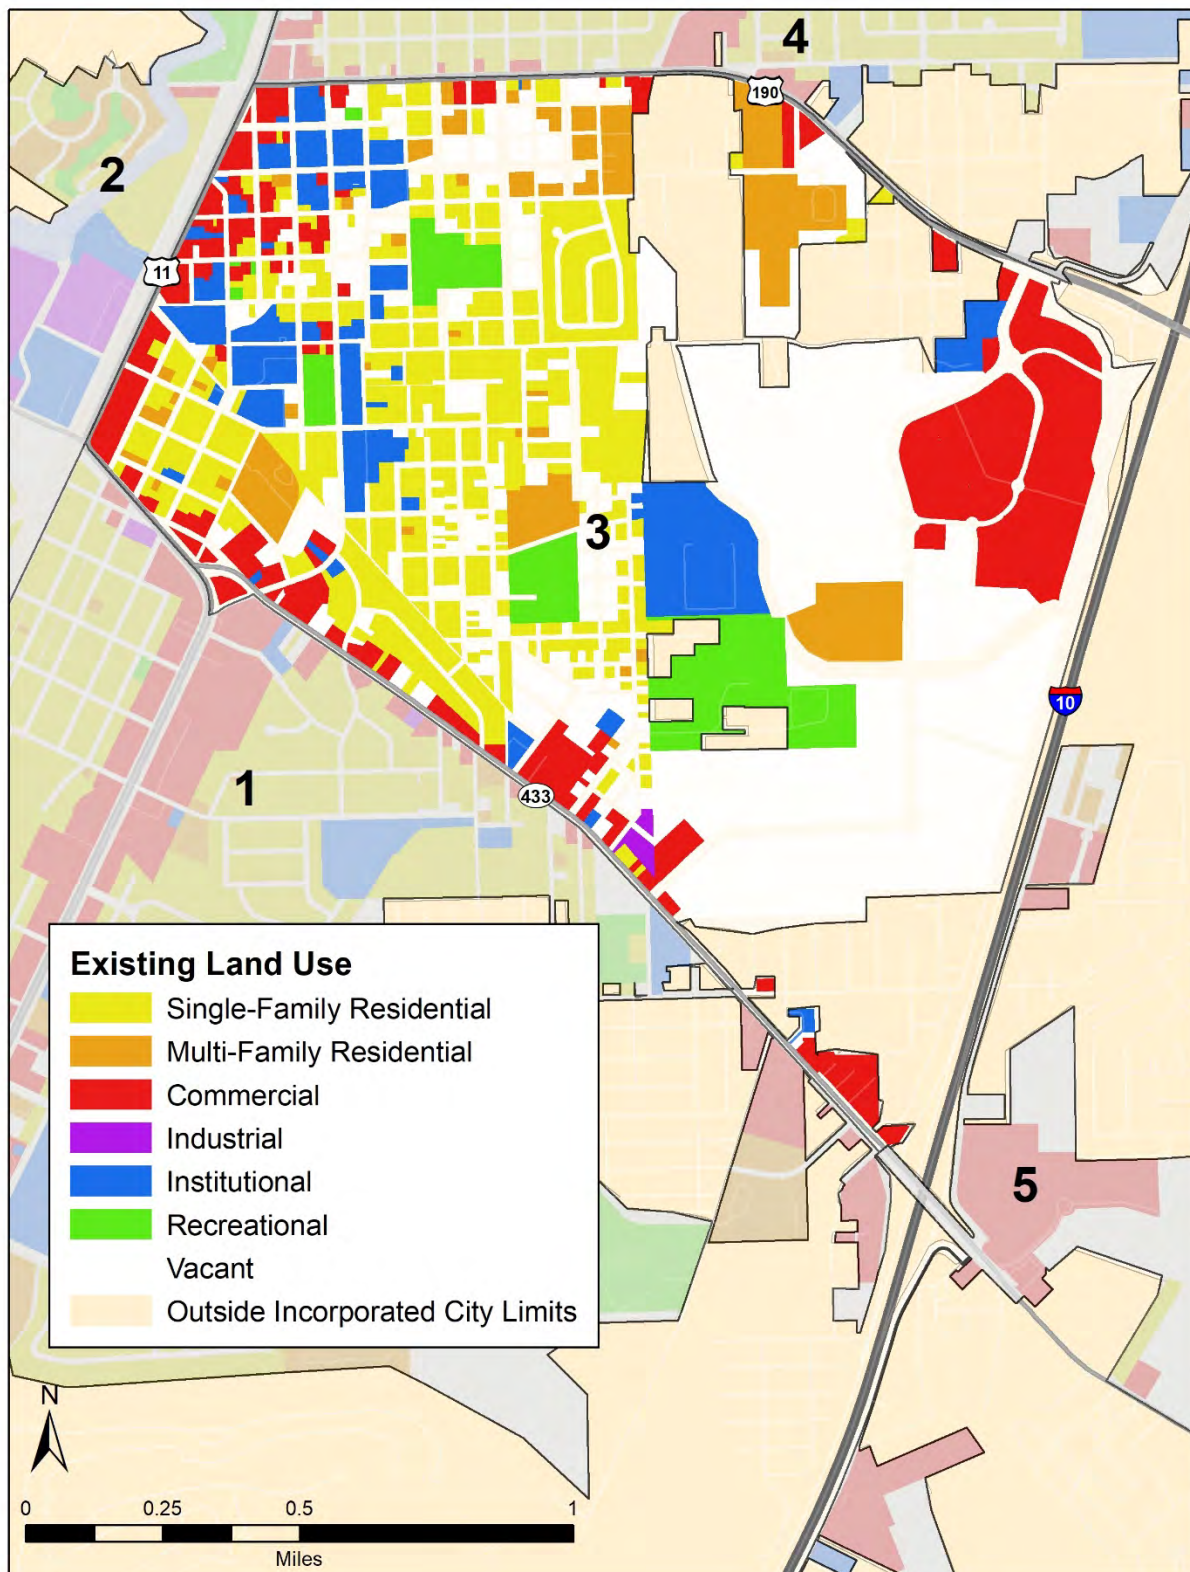 4
190
2
11
3
10
1
433
Existing Land Use
Single-Family Residential
Multi-Family Residential
Commercial
Industrial
Institutional
Recreational
Vacant
Outside Incorporated City Limits
5
N
0 0.25 0.5 1
Miles